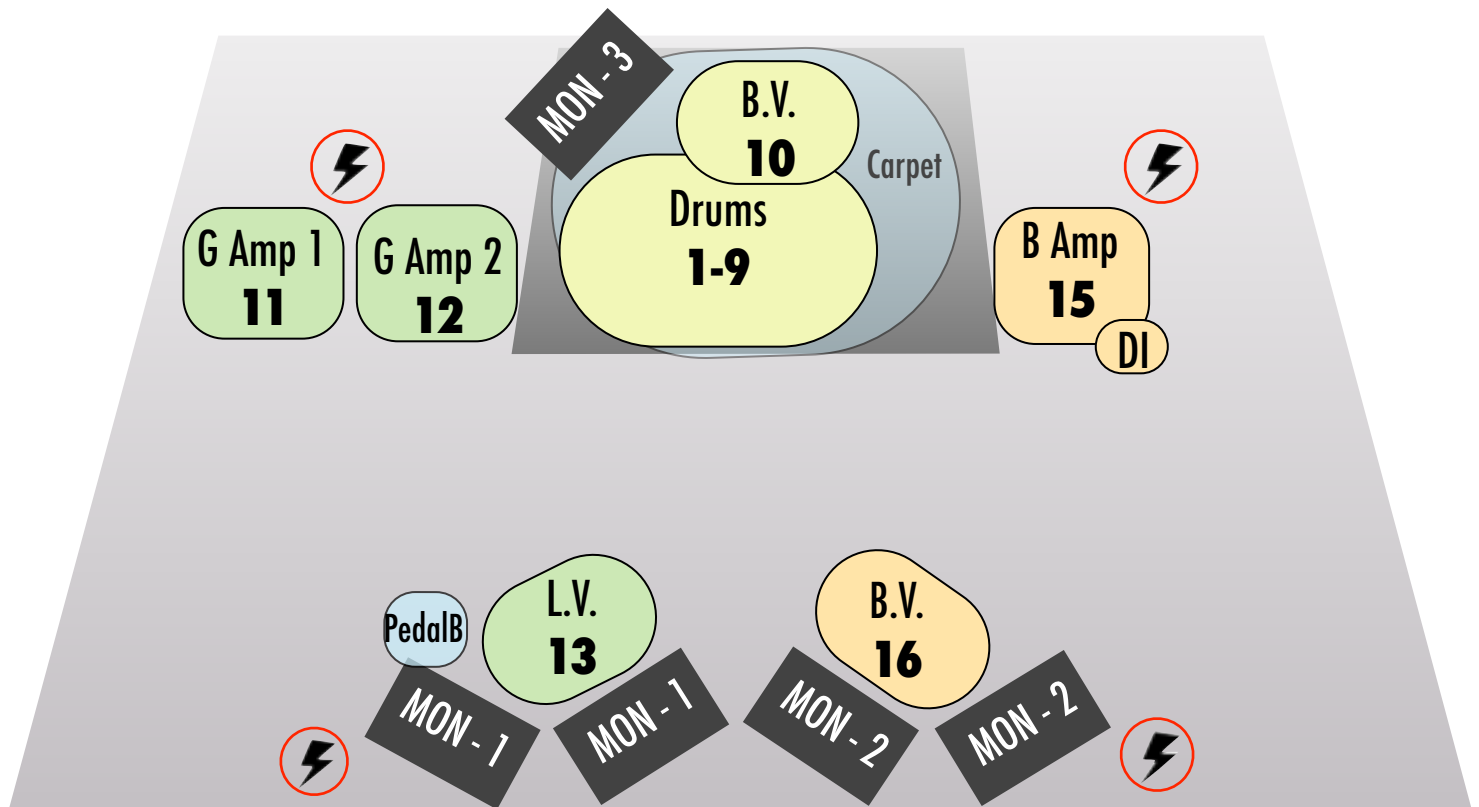 MON - 3
B.V.
10
Carpet
Drums
1-9
G Amp 1
11
G Amp 2
12
B Amp
15
DI
PedalB
L.V.
13
B.V.
16
MON - 1
MON - 1
MON - 2
MON - 2